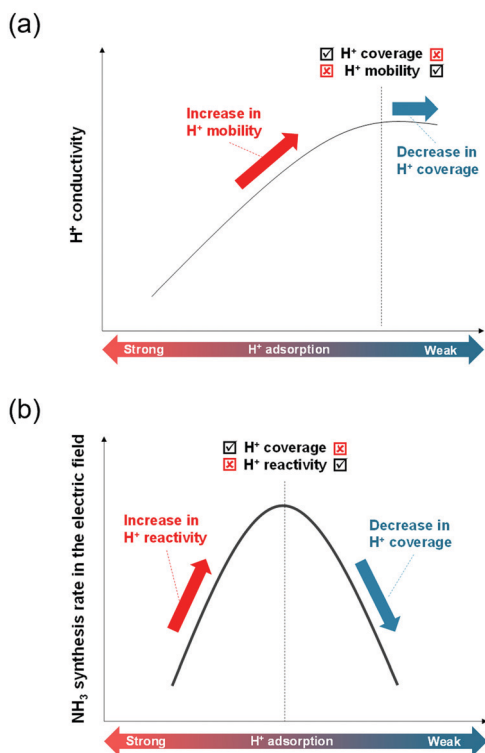 (a)
☑ H⁺ coverage ☒
☒ H⁺ mobility ☑
Increase in
H⁺ mobility
Decrease in
H⁺ coverage
H⁺ conductivity
Strong H⁺ adsorption Weak
(b)
☑ H⁺ coverage ☒
☒ H⁺ reactivity ☑
Increase in
H⁺ reactivity
Decrease in
H⁺ coverage
NH₃ synthesis rate in the electric field
Strong H⁺ adsorption Weak